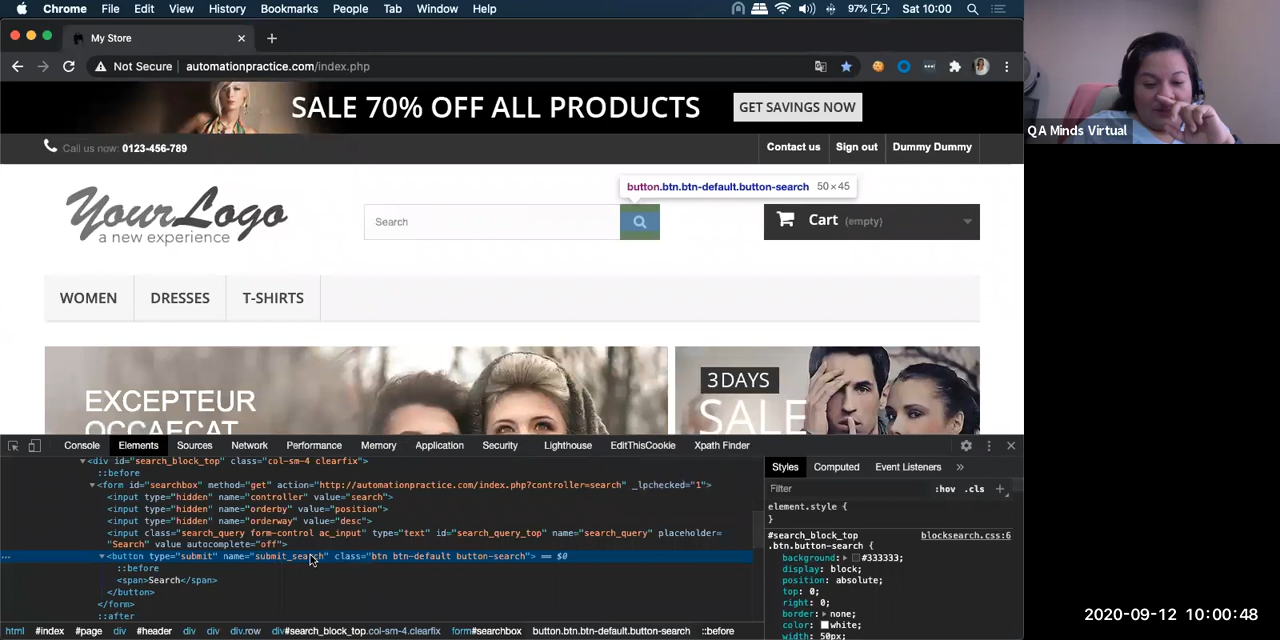 Chrome File Edit View History Bookmarks People Tab Window Help 97% Sat 10:00
My Store
Not Secure | automationpractice.com/index.php
SALE 70% OFF ALL PRODUCTS GET SAVINGS NOW
Call us now: 0123-456-789 Contact us Sign out Dummy Dummy
button.btn.btn-default.button-search 50×45
YourLogo
a new experience
Search
Cart (empty)
WOMEN DRESSES T-SHIRTS
EXCEPTEUR
OCCAECAT
3 DAYS
SALE
Console Elements Sources Network Performance Memory Application Security Lighthouse EditThisCookie Xpath Finder
<div id="search_block_top" class="col-sm-4 clearfix">
::before
<form id="searchbox" method="get" action="http://automationpractice.com/index.php?controller=search" _lpchecked="1">
<input type="hidden" name="controller" value="search">
<input type="hidden" name="orderby" value="position">
<input type="hidden" name="orderway" value="desc">
<input class="search_query form-control ac_input" type="text" id="search_query_top" name="search_query" placeholder=
"Search" value autocomplete="off">
<button type="submit" name="submit_search" class="btn btn-default button-search"> == $0
::before
<span>Search</span>
</button>
</form>
::after
html #index #page div #header div div div.row div#search_block_top.col-sm-4.clearfix form#searchbox button.btn.btn-default.button-search ::before
Styles Computed Event Listeners »
Filter :hov .cls +
element.style {
}
#search_block_top blocksearch.css:6
.btn.button-search {
background: #333333;
display: block;
position: absolute;
top: 0;
right: 0;
border: none;
color: white;
width: 50px;
QA Minds Virtual
2020-09-12 10:00:48